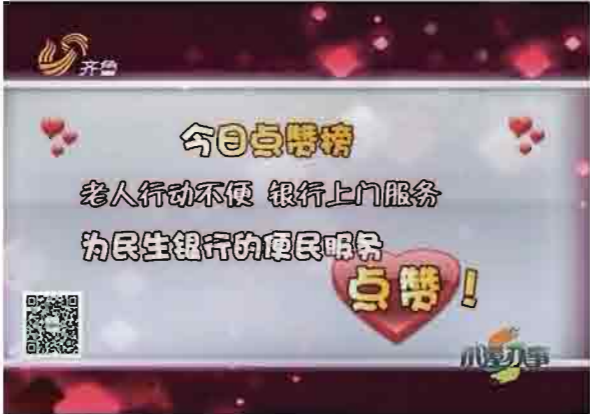 齐鲁
今日点赞榜
老人行动不便 银行上门服务
为民生银行的便民服务
点赞!
小溪办事